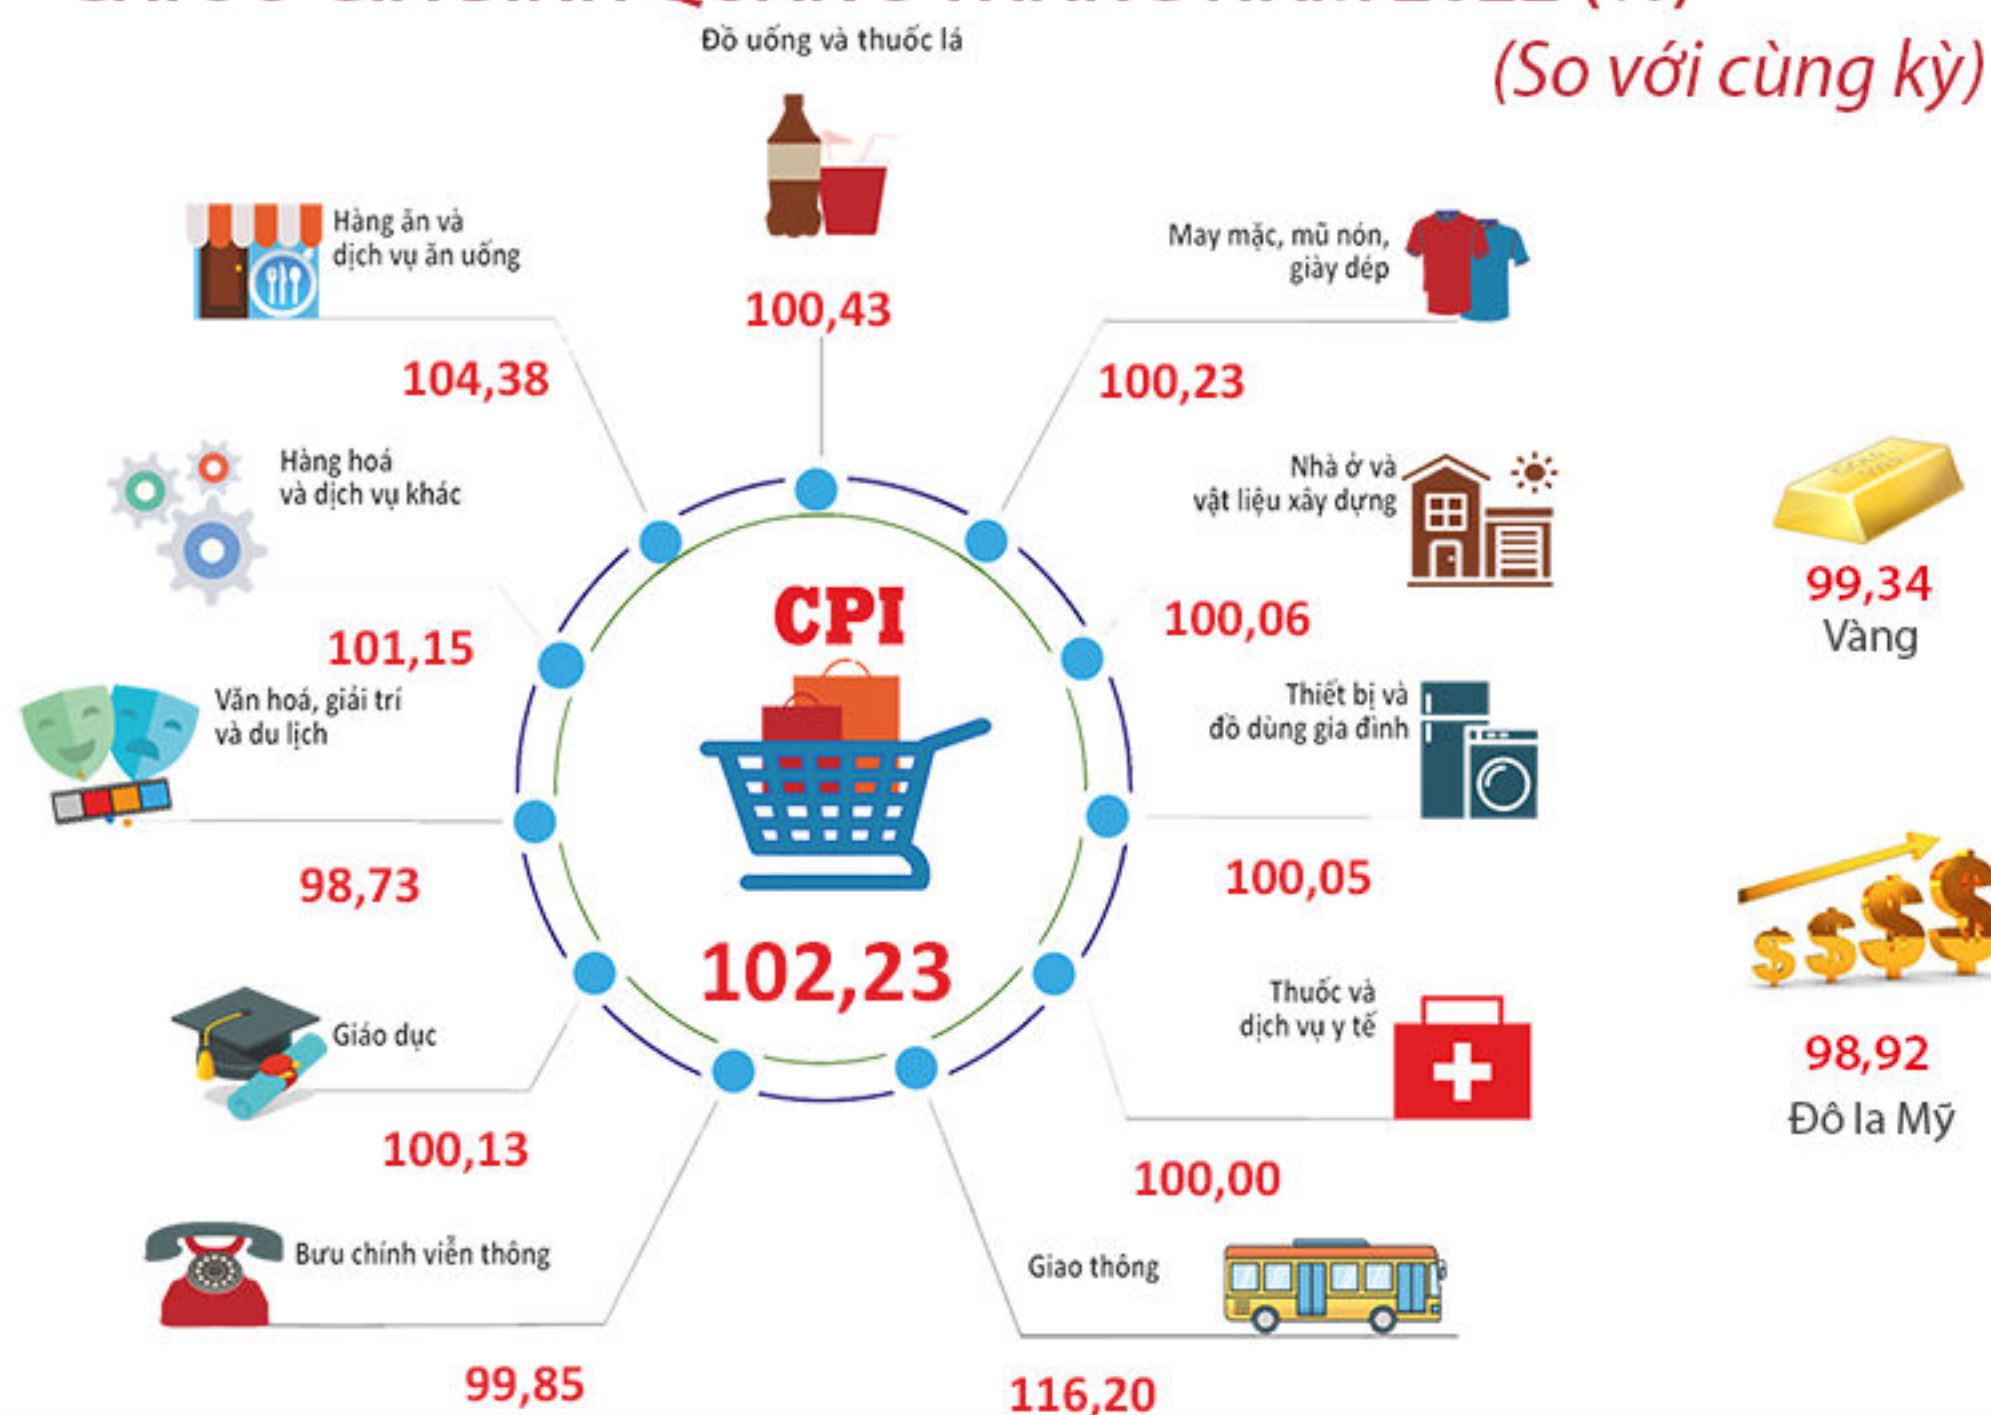 (So với cùng kỳ)
Đồ uống và thuốc lá
100,43
Hàng ăn và
dịch vụ ăn uống
104,38
May mặc, mũ nón,
giày dép
100,23
Hàng hoá
và dịch vụ khác
101,15
Nhà ở và
vật liệu xây dựng
100,06
99,34
Vàng
CPI
102,23
Văn hoá, giải trí
và du lịch
98,73
Thiết bị và
đồ dùng gia đình
100,05
98,92
Đô la Mỹ
Giáo dục
100,13
Thuốc và
dịch vụ y tế
100,00
Bưu chính viễn thông
99,85
Giao thông
116,20